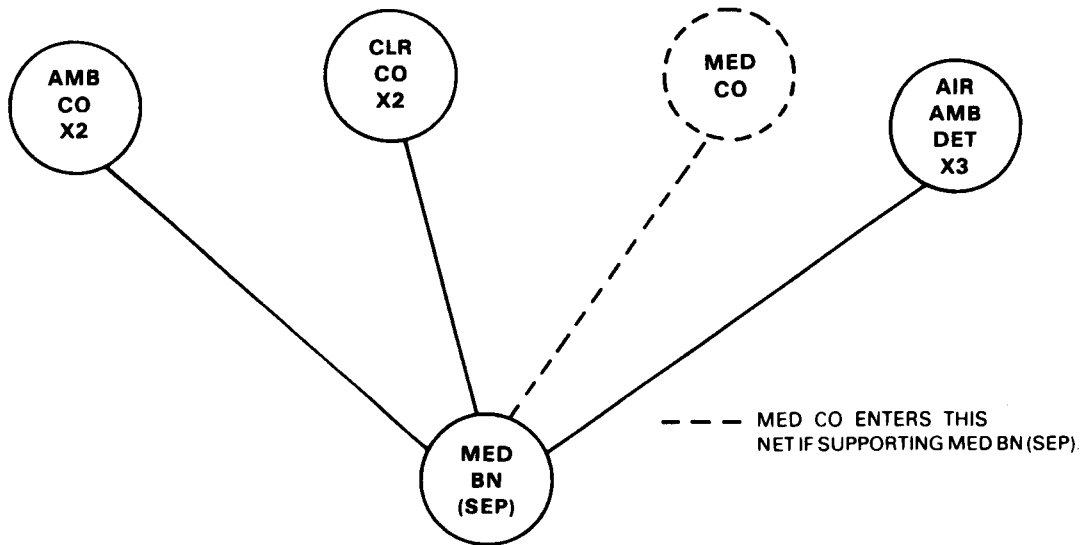 AMB
CO
X2
CLR
CO
X2
MED
CO
AIR
AMB
DET
X3
MED CO ENTERS THIS
NET IF SUPPORTING MED BN (SEP).
MED
BN
(SEP)